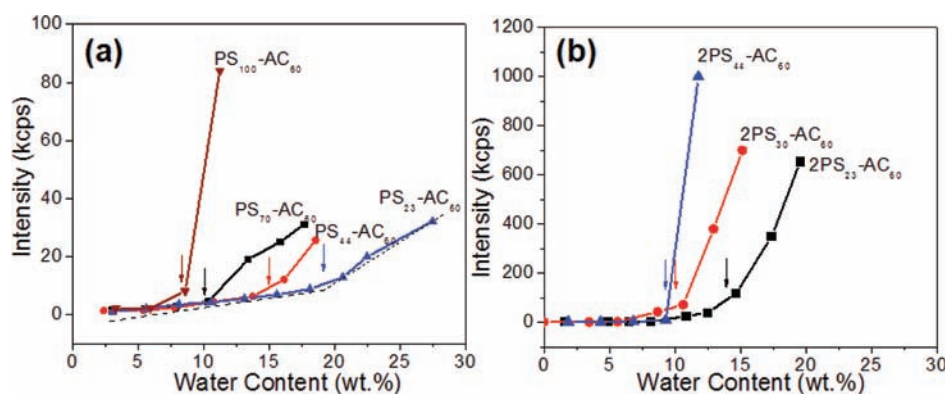 (a)
Intensity (kcps)
100
80
60
40
20
0
PS₁₀₀-AC₆₀
PS₇₀-AC₆₀
PS₄₄-AC₆₀
PS₂₃-AC₆₀
0 5 10 15 20 25 30
Water Content (wt.%)
(b)
Intensity (kcps)
1200
1000
800
600
400
200
0
2PS₄₄-AC₆₀
2PS₃₀-AC₆₀
2PS₂₃-AC₆₀
0 5 10 15 20 25 30
Water Content (wt.%)